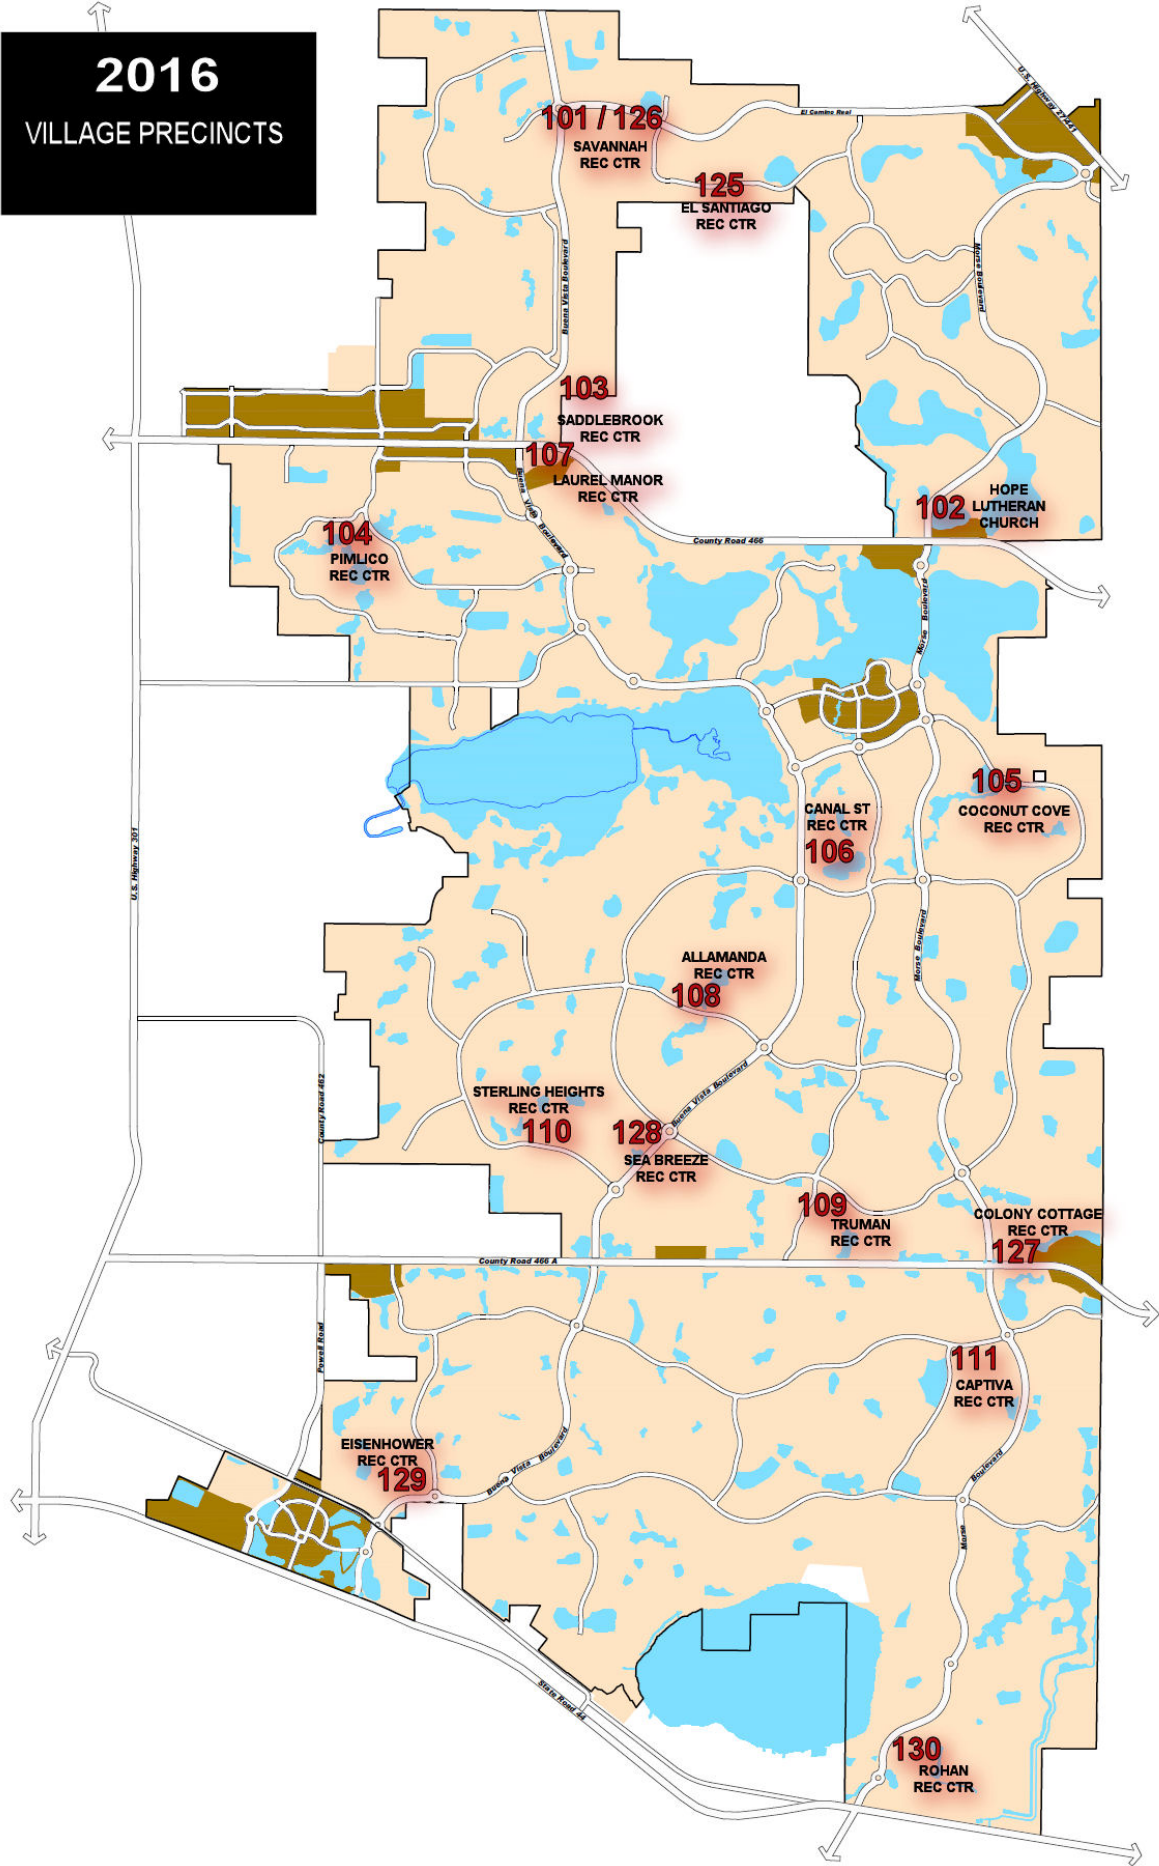 2016
VILLAGE PRECINCTS
U.S. Highway 27/441
El Camino Real
101 / 126
SAVANNAH
REC CTR
125
EL SANTIAGO
REC CTR
Buena Vista Boulevard
Morse Boulevard
103
SADDLEBROOK
REC CTR
107
LAUREL MANOR
REC CTR
102
HOPE
LUTHERAN
CHURCH
104
PIMLICO
REC CTR
Buena Vista Boulevard
County Road 466
Morse Boulevard
105
COCONUT COVE
REC CTR
CANAL ST
REC CTR
106
U.S. Highway 301
Morse Boulevard
ALLAMANDA
REC CTR
108
County Road 462
Buena Vista Boulevard
STERLING HEIGHTS
REC CTR
110
128
SEA BREEZE
REC CTR
109
TRUMAN
REC CTR
COLONY COTTAGE
REC CTR
127
County Road 466 A
Powell Road
111
CAPTIVA
REC CTR
EISENHOWER
REC CTR
129
Buena Vista Boulevard
Morse Boulevard
State Road 44
130
ROHAN
REC CTR